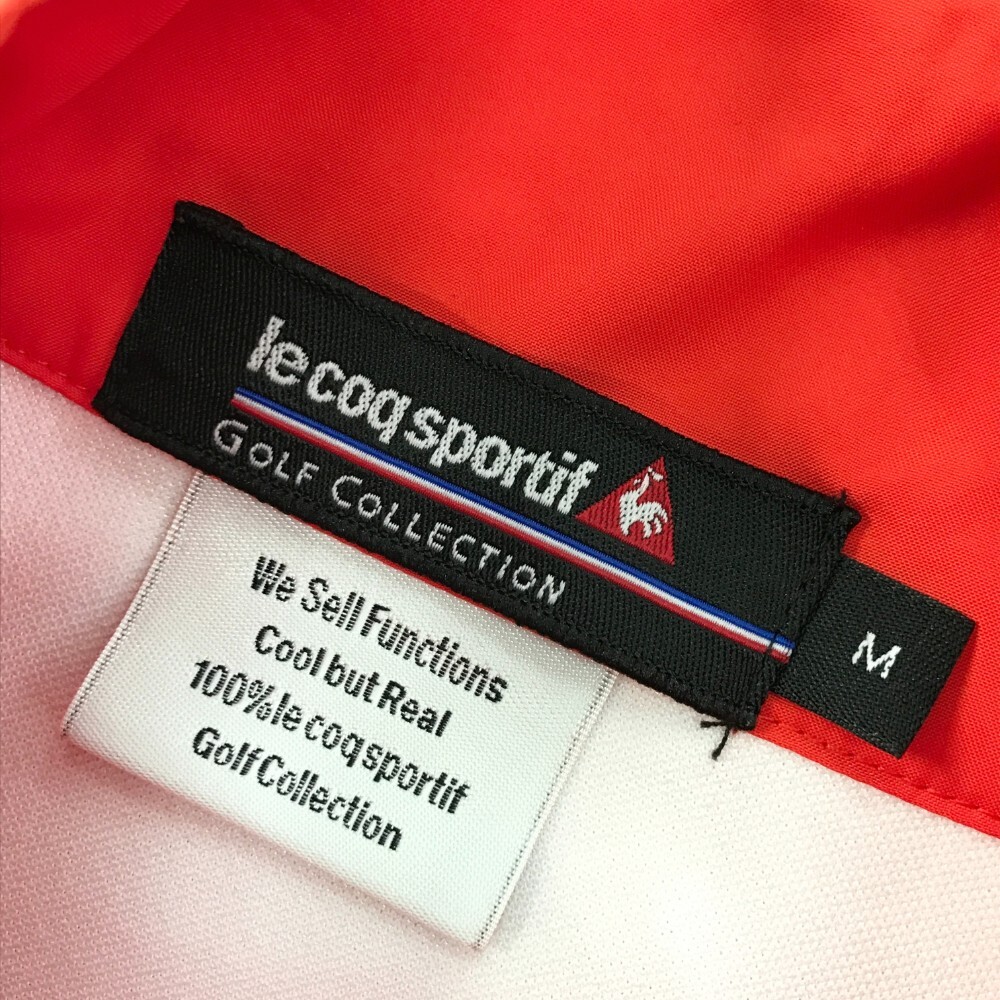 le coq sportif
GOLF COLLECTION
M
We Sell Functions
Cool but Real
100% le coq sportif
Golf Collection